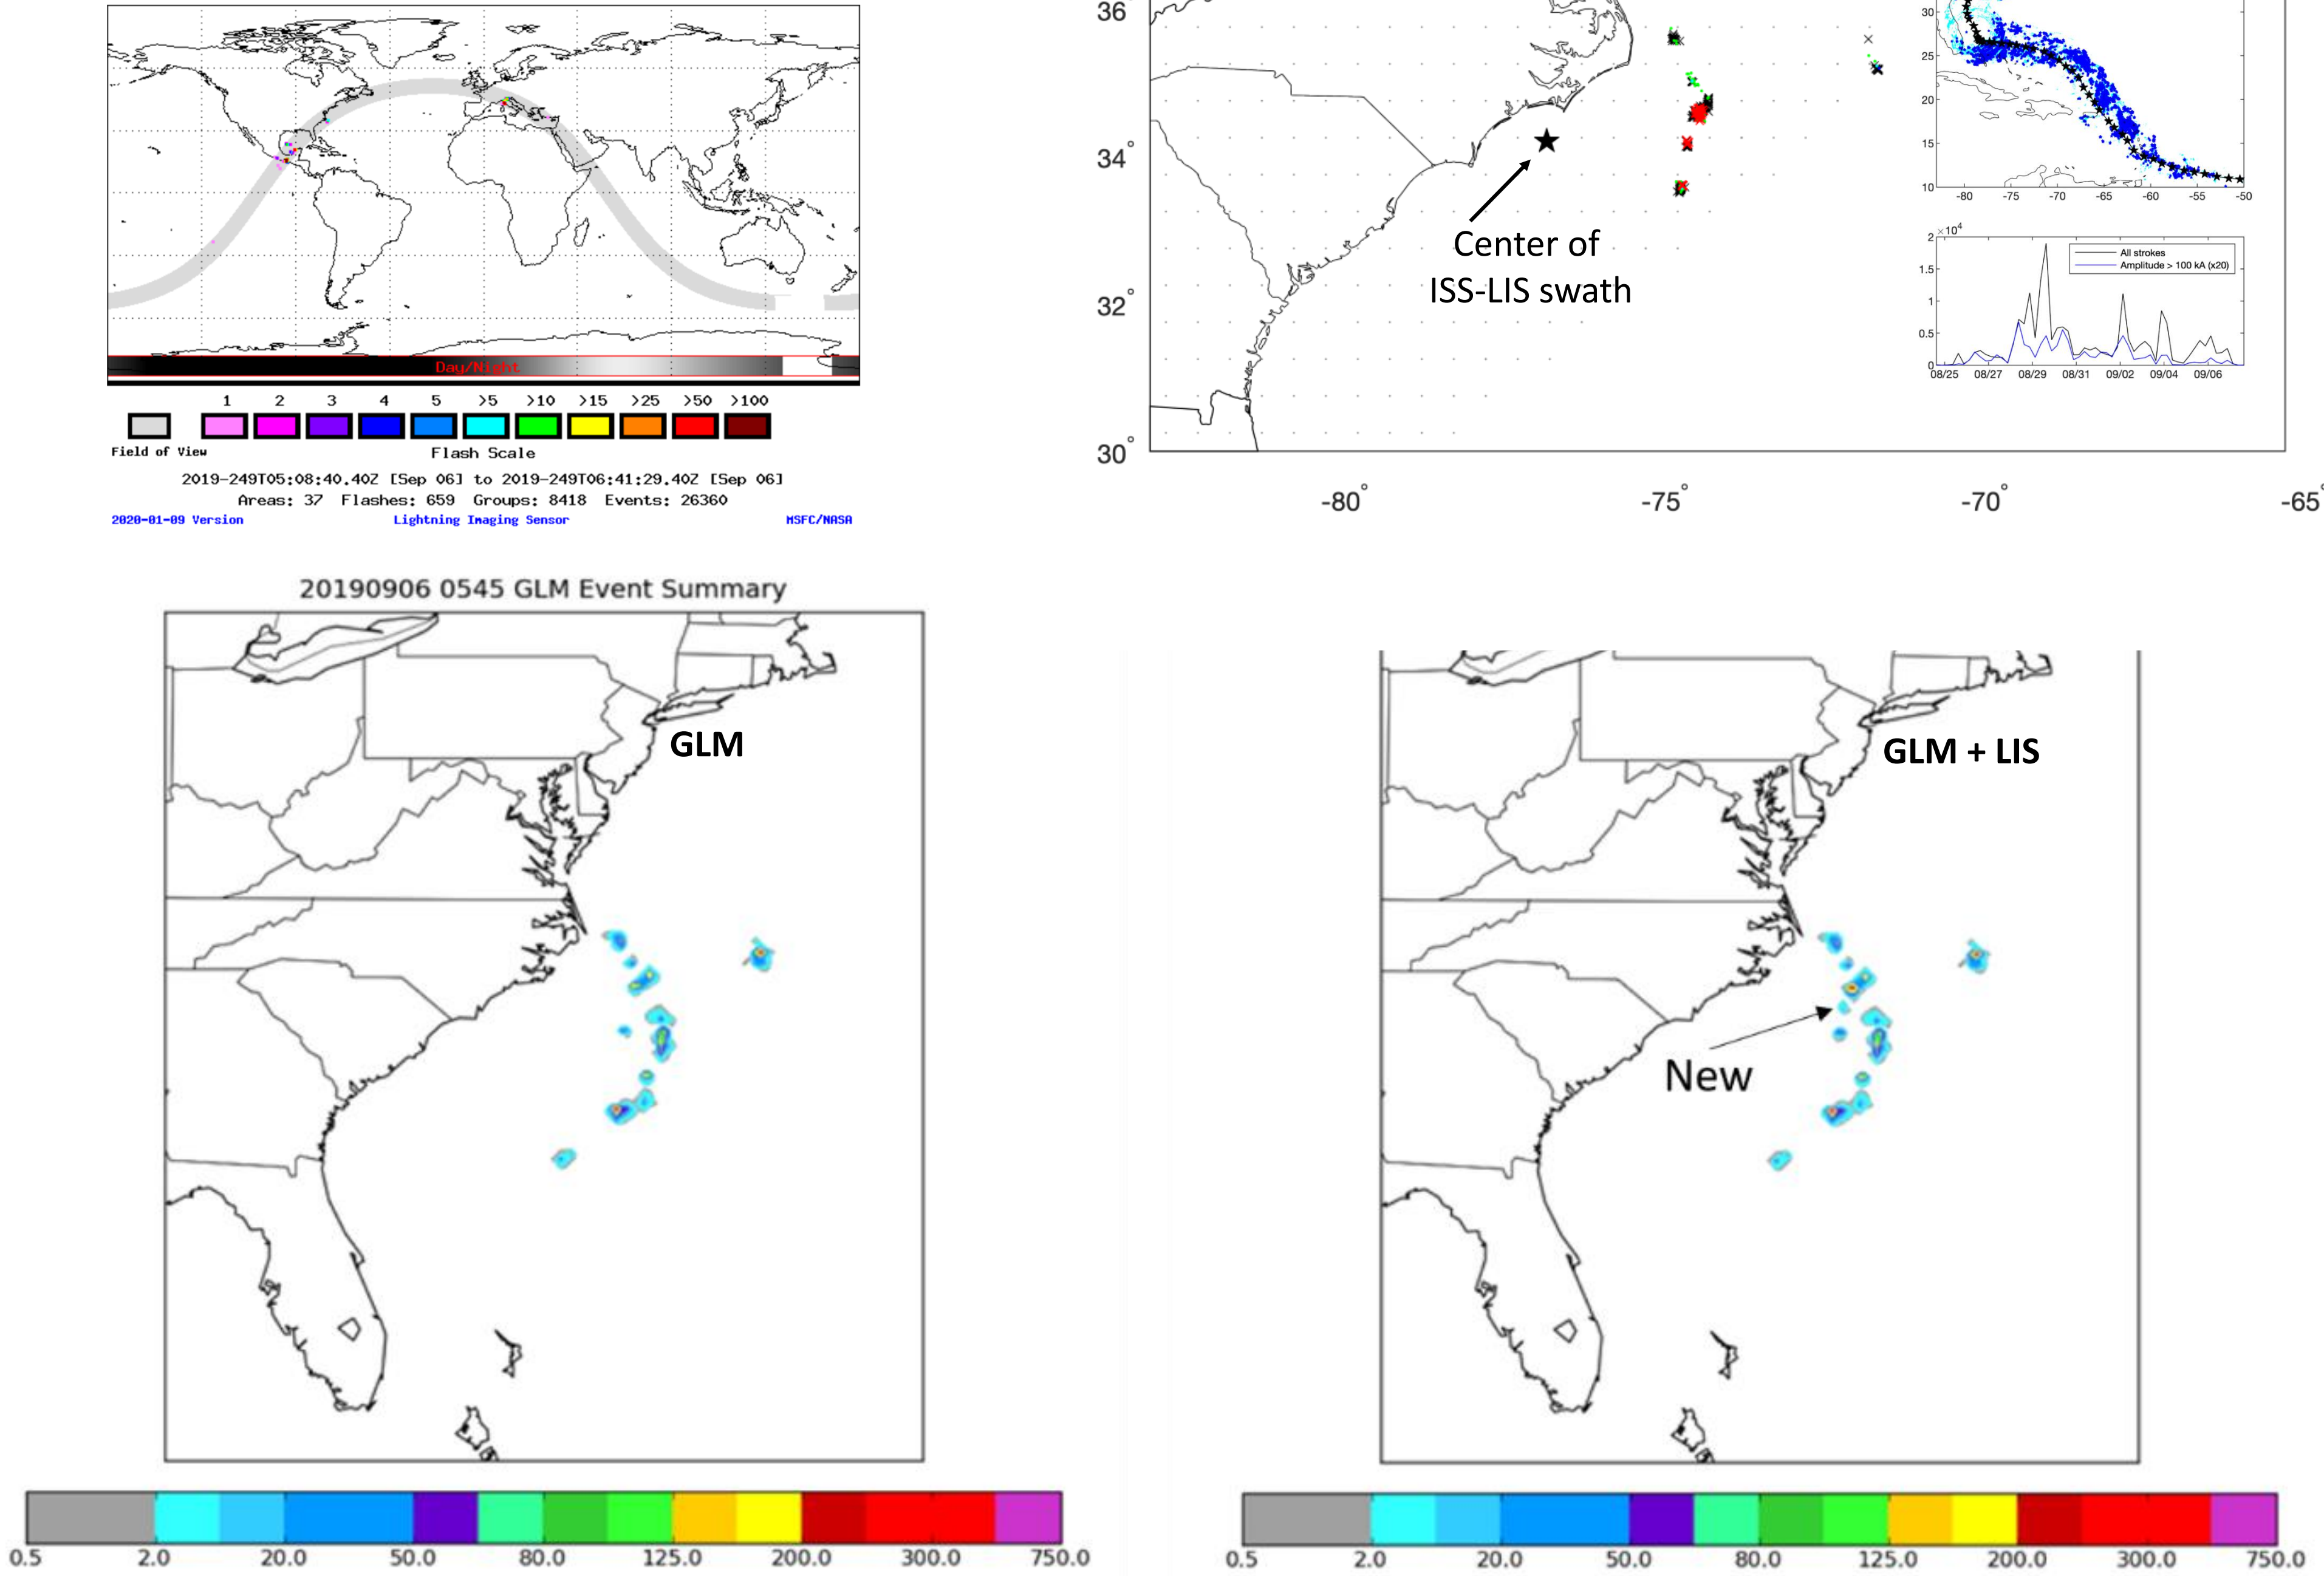 Day/Night
1 2 3 4 5 >5 >10 >15 >25 >50 >100
Field of View
Flash Scale
2019-249T05:08:40.40Z [Sep 06] to 2019-249T06:41:29.40Z [Sep 06]
Areas: 37 Flashes: 659 Groups: 8418 Events: 26360
2020-01-09 Version Lightning Imaging Sensor MSFC/NASA
36°
34°
32°
30°
-80° -75° -70° -65°
Center of
ISS-LIS swath
30
25
20
15
10
-80 -75 -70 -65 -60 -55 -50
×10⁴
2
1.5
1
0.5
0
All strokes
Amplitude > 100 kA (x20)
08/25 08/27 08/29 08/31 09/02 09/04 09/06
20190906 0545 GLM Event Summary
GLM
0.5 2.0 20.0 50.0 80.0 125.0 200.0 300.0 750.0
GLM + LIS
New
0.5 2.0 20.0 50.0 80.0 125.0 200.0 300.0 750.0